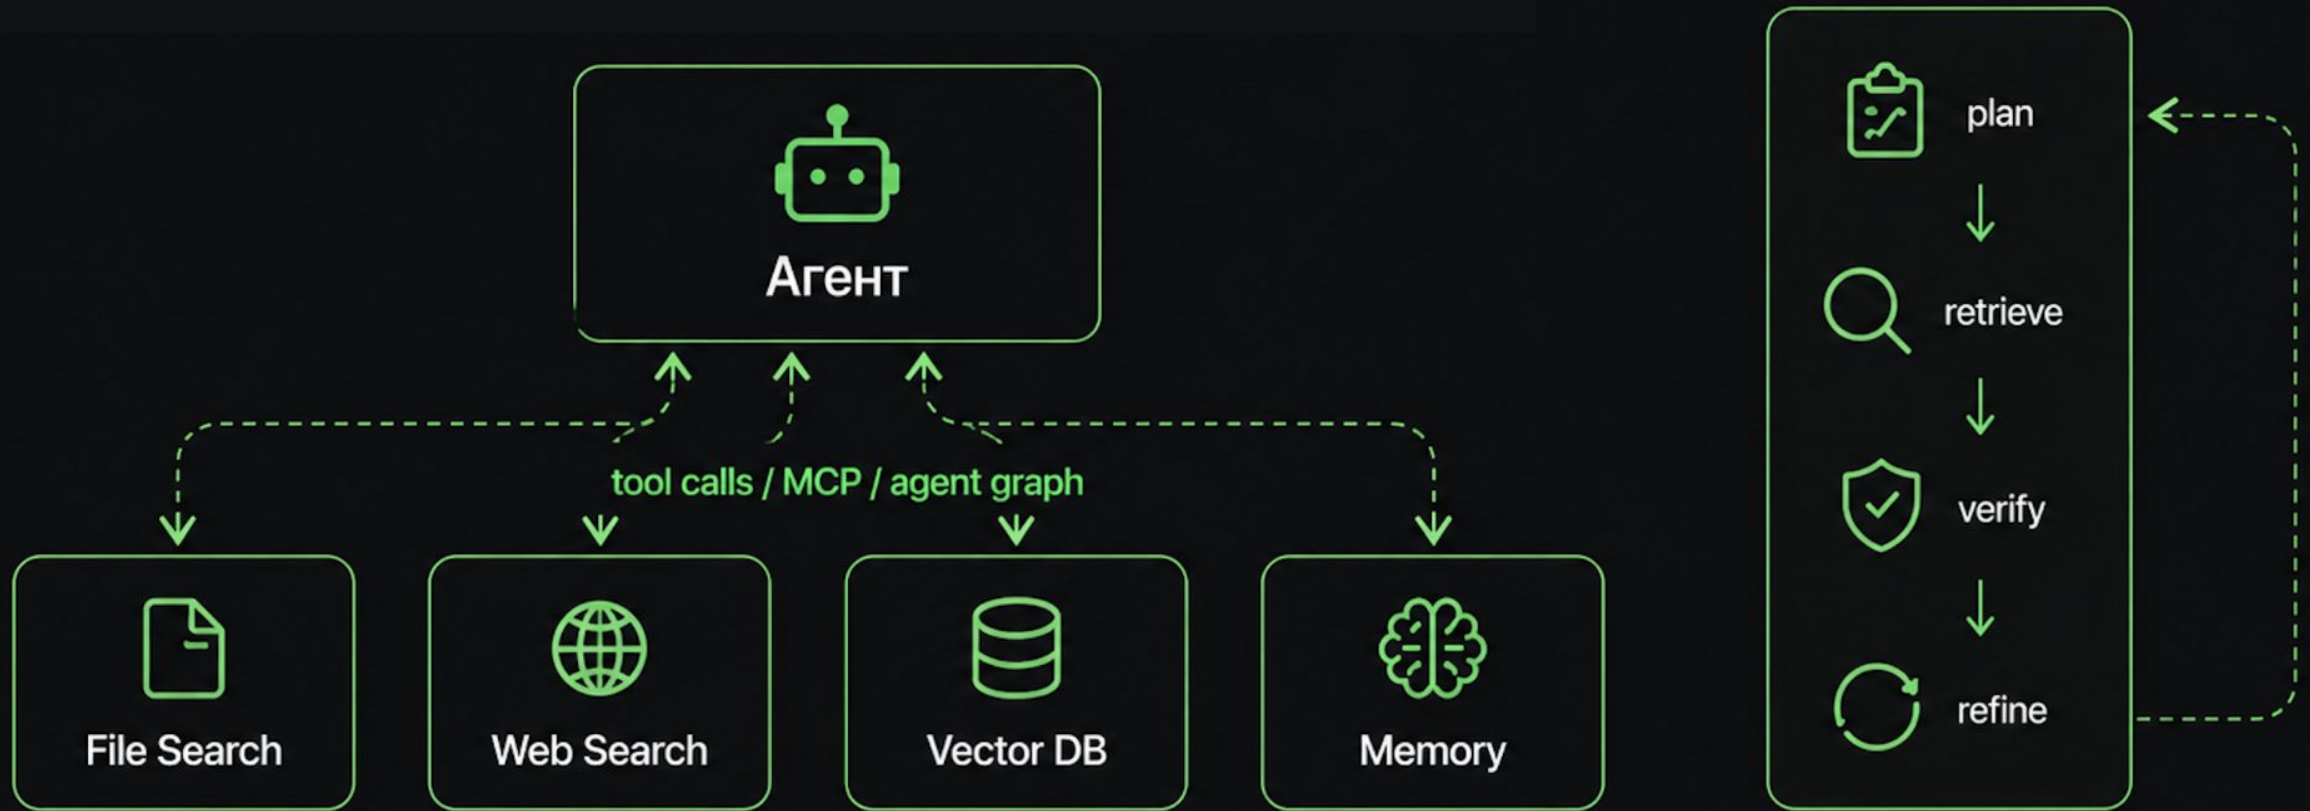 Агент
tool calls / MCP / agent graph
File Search
Web Search
Vector DB
Memory
plan
retrieve
verify
refine